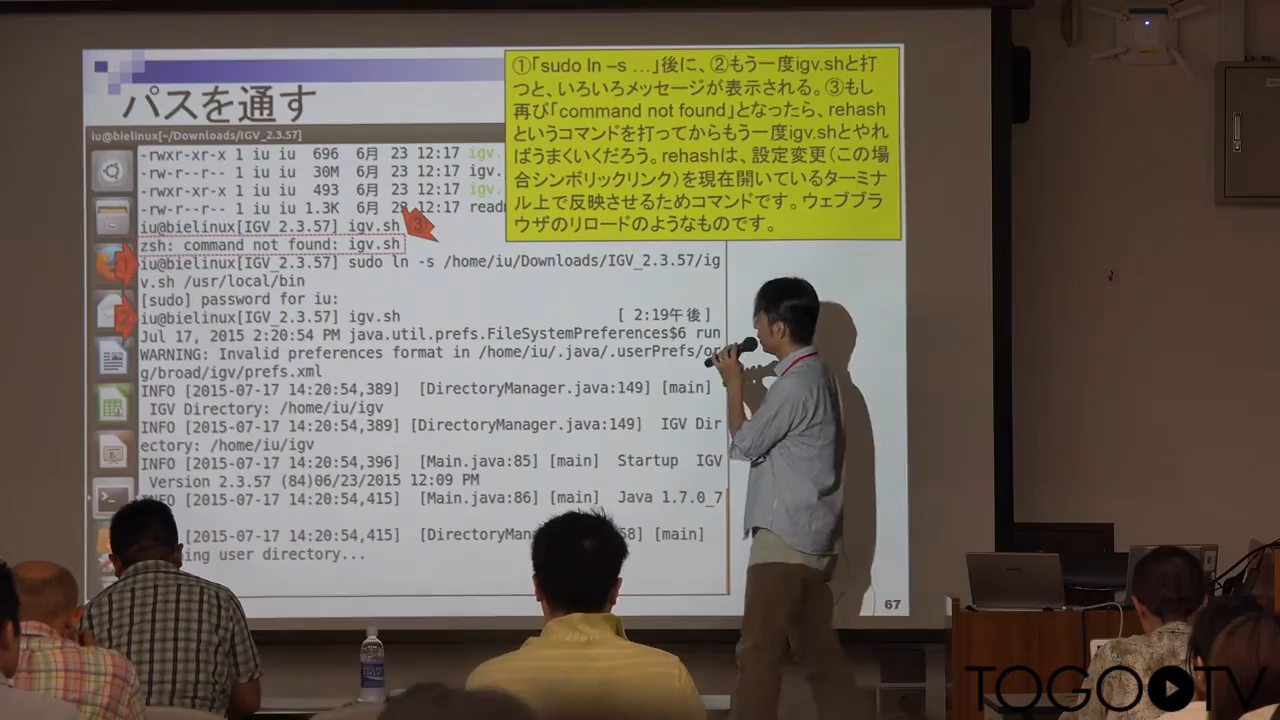 パスを通す
①「sudo ln –s …」後に、②もう一度igv.shと打
つと、いろいろメッセージが表示される。③もし
再び「command not found」となったら、rehash
というコマンドを打ってからもう一度igv.shとやれ
ばうまくいくだろう。rehashは、設定変更（この場
合シンボリックリンク）を現在開いているターミナ
ル上で反映させるためコマンドです。ウェブブラ
ウザのリロードのようなものです。
iu@bielinux[~/Downloads/IGV_2.3.57]
-rwxr-xr-x 1 iu iu 696 6月 23 12:17 igv.
-rw-r--r-- 1 iu iu 30M 6月 23 12:17 igv.
-rwxr-xr-x 1 iu iu 493 6月 23 12:17 igv.
-rw-r--r-- 1 iu iu 1.3K 6月 23 12:17 read
iu@bielinux[IGV_2.3.57] igv.sh
③
zsh: command not found: igv.sh
①
iu@bielinux[IGV_2.3.57] sudo ln -s /home/iu/Downloads/IGV_2.3.57/ig
v.sh /usr/local/bin
[sudo] password for iu:
②
iu@bielinux[IGV_2.3.57] igv.sh [ 2:19午後]
Jul 17, 2015 2:20:54 PM java.util.prefs.FileSystemPreferences$6 run
WARNING: Invalid preferences format in /home/iu/.java/.userPrefs/or
g/broad/igv/prefs.xml
INFO [2015-07-17 14:20:54,389] [DirectoryManager.java:149] [main]
IGV Directory: /home/iu/igv
INFO [2015-07-17 14:20:54,389] [DirectoryManager.java:149] IGV Dir
ectory: /home/iu/igv
INFO [2015-07-17 14:20:54,396] [Main.java:85] [main] Startup IGV
Version 2.3.57 (84)06/23/2015 12:09 PM
INFO [2015-07-17 14:20:54,415] [Main.java:86] [main] Java 1.7.0_7
[2015-07-17 14:20:54,415] [DirectoryMan 58] [main]
ing user directory...
67
TOGO TV